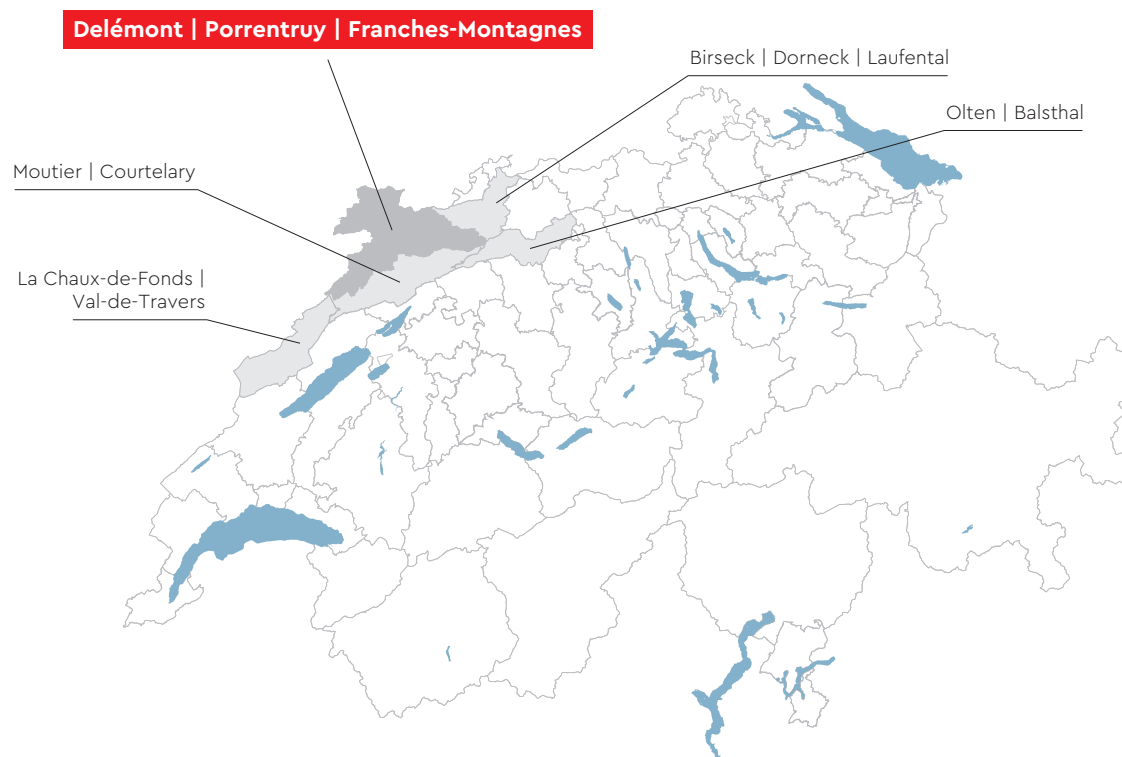 Delémont | Porrentruy | Franches-Montagnes
Birseck | Dorneck | Laufental
Olten | Balsthal
Moutier | Courtelary
La Chaux-de-Fonds |
Val-de-Travers